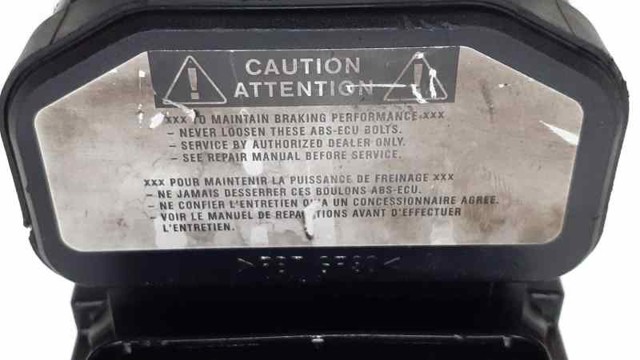 CAUTION
ATTENTION
xxx TO MAINTAIN BRAKING PERFORMANCE xxx
- NEVER LOOSEN THESE ABS-ECU BOLTS.
- SERVICE BY AUTHORIZED DEALER ONLY.
- SEE REPAIR MANUAL BEFORE SERVICE.
xxx POUR MAINTENIR LA PUISSANCE DE FREINAGE xxx
- NE JAMAIS DESSERRER CES BOULONS ABS-ECU.
- NE CONFIER L'ENTRETIEN QU'A UN CONCESSIONNAIRE AGREE.
- VOIR LE MANUEL DE REPARATIONS AVANT D'EFFECTUER
L'ENTRETIEN.
>PBT GF30<